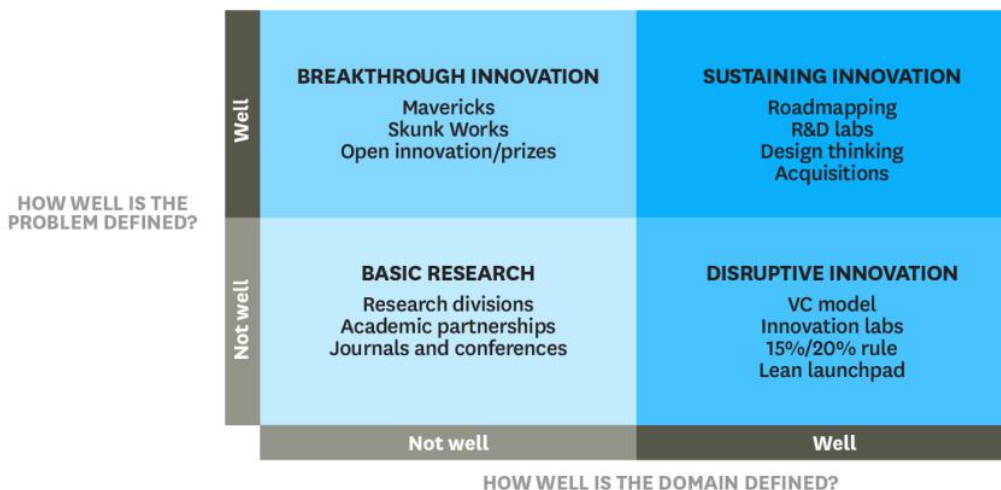 BREAKTHROUGH INNOVATION
Mavericks
Skunk Works
Open innovation/prizes
SUSTAINING INNOVATION
Roadmapping
R&D labs
Design thinking
Acquisitions
Well
HOW WELL IS THE
PROBLEM DEFINED?
BASIC RESEARCH
Research divisions
Academic partnerships
Journals and conferences
DISRUPTIVE INNOVATION
VC model
Innovation labs
15%/20% rule
Lean launchpad
Not well
Not well
Well
HOW WELL IS THE DOMAIN DEFINED?